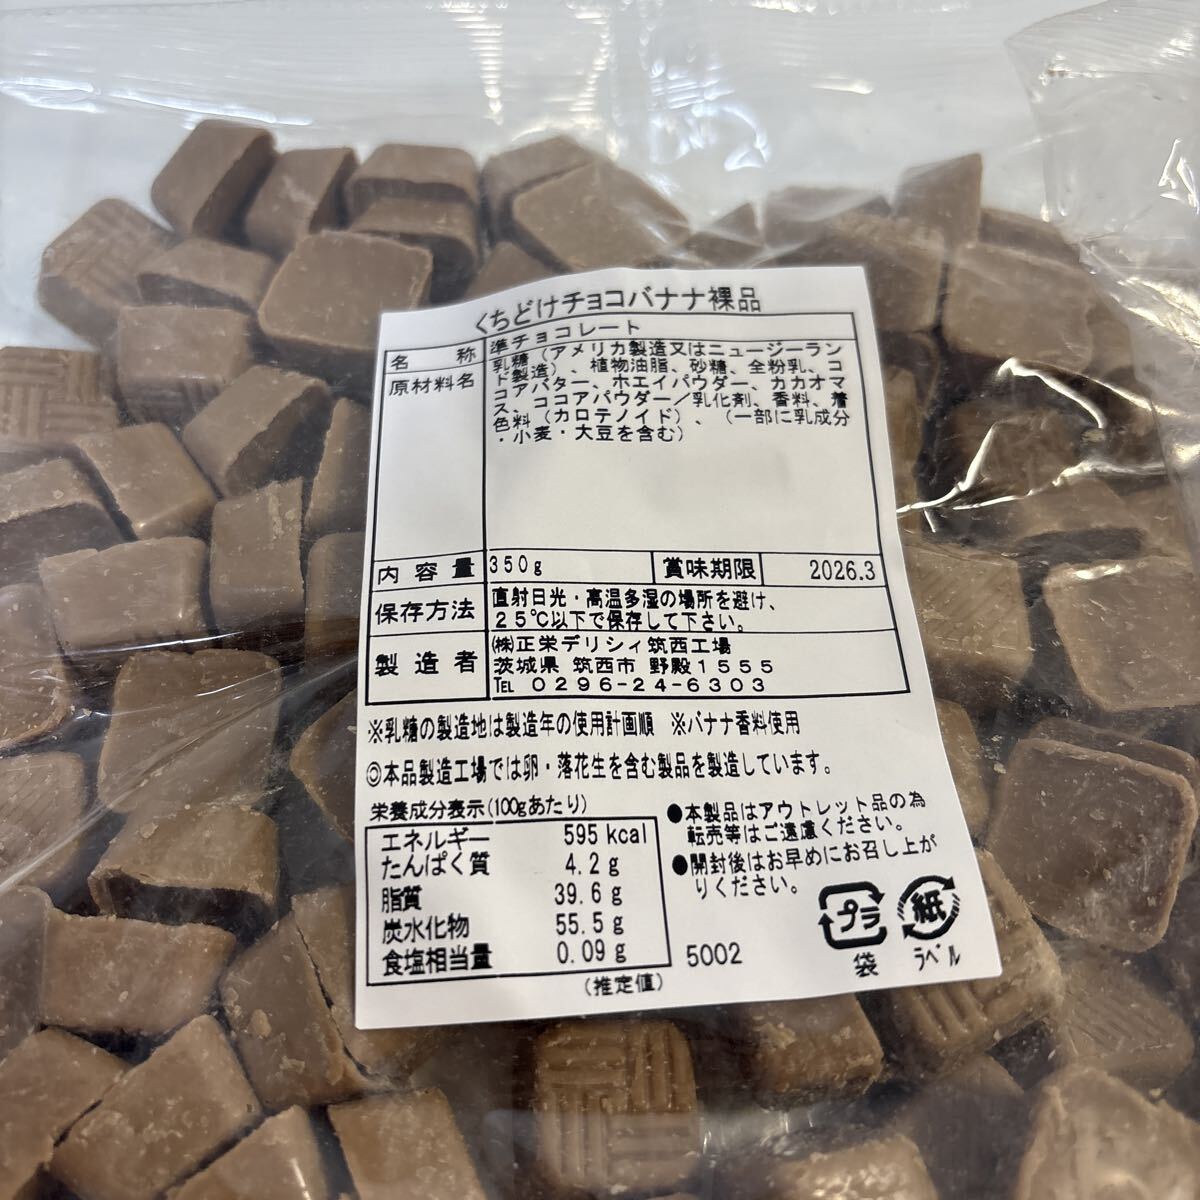 くちどけチョコバナナ裸品
名称 準チョコレート
原材料名 乳糖（アメリカ製造又はニュージーラン
ド製造）、植物油脂、砂糖、全粉乳、コ
コアバター、ホエイパウダー、カカオマ
ス、ココアパウダー／乳化剤、香料、着
色料（カロテノイド）、（一部に乳成分
・小麦・大豆を含む）
内容量 350g 賞味期限 2026.3
保存方法 直射日光・高温多湿の場所を避け、
２５℃以下で保存して下さい。
製造者 ㈱正栄デリシィ筑西工場
茨城県 筑西市 野殿１５５５
℡ ０２９６−２４−６３０３
※乳糖の製造地は製造年の使用計画順 ※バナナ香料使用
◎本品製造工場では卵・落花生を含む製品を製造しています。
栄養成分表示(100gあたり)
エネルギー 595 kcal
たんぱく質 4.2 g
脂質 39.6 g
炭水化物 55.5 g
食塩相当量 0.09 g
(推定値)
●本製品はアウトレット品の為
転売等はご遠慮ください。
●開封後はお早めにお召し上が
りください。
5002
プラ 紙
袋 ラベル